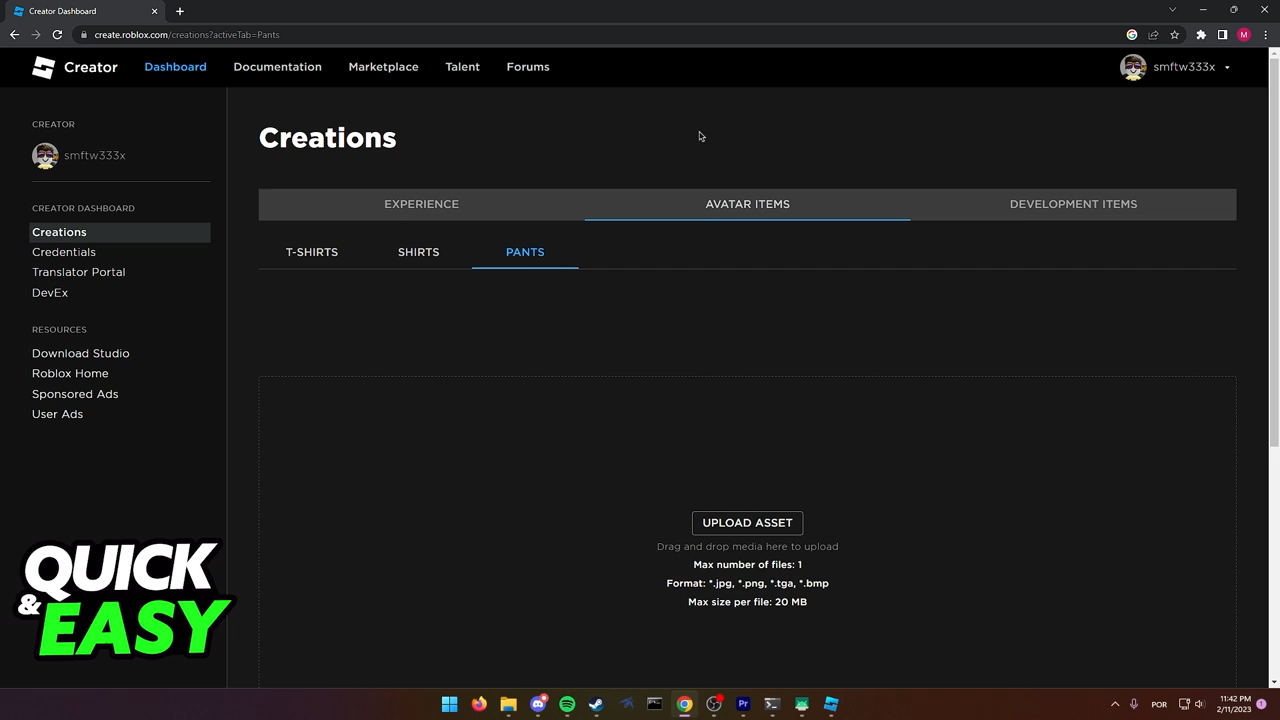 Creator Dashboard
create.roblox.com/creations?activeTab=Pants
M
Creator
Dashboard
Documentation
Marketplace
Talent
Forums
smftw333x
CREATOR
smftw333x
CREATOR DASHBOARD
Creations
Credentials
Translator Portal
DevEx
RESOURCES
Download Studio
Roblox Home
Sponsored Ads
User Ads
Creations
EXPERIENCE
AVATAR ITEMS
DEVELOPMENT ITEMS
T-SHIRTS
SHIRTS
PANTS
UPLOAD ASSET
Drag and drop media here to upload
Max number of files: 1
Format: *.jpg, *.png, *.tga, *.bmp
Max size per file: 20 MB
QUICK
& EASY
Pr
POR
11:42 PM
2/11/2023
1